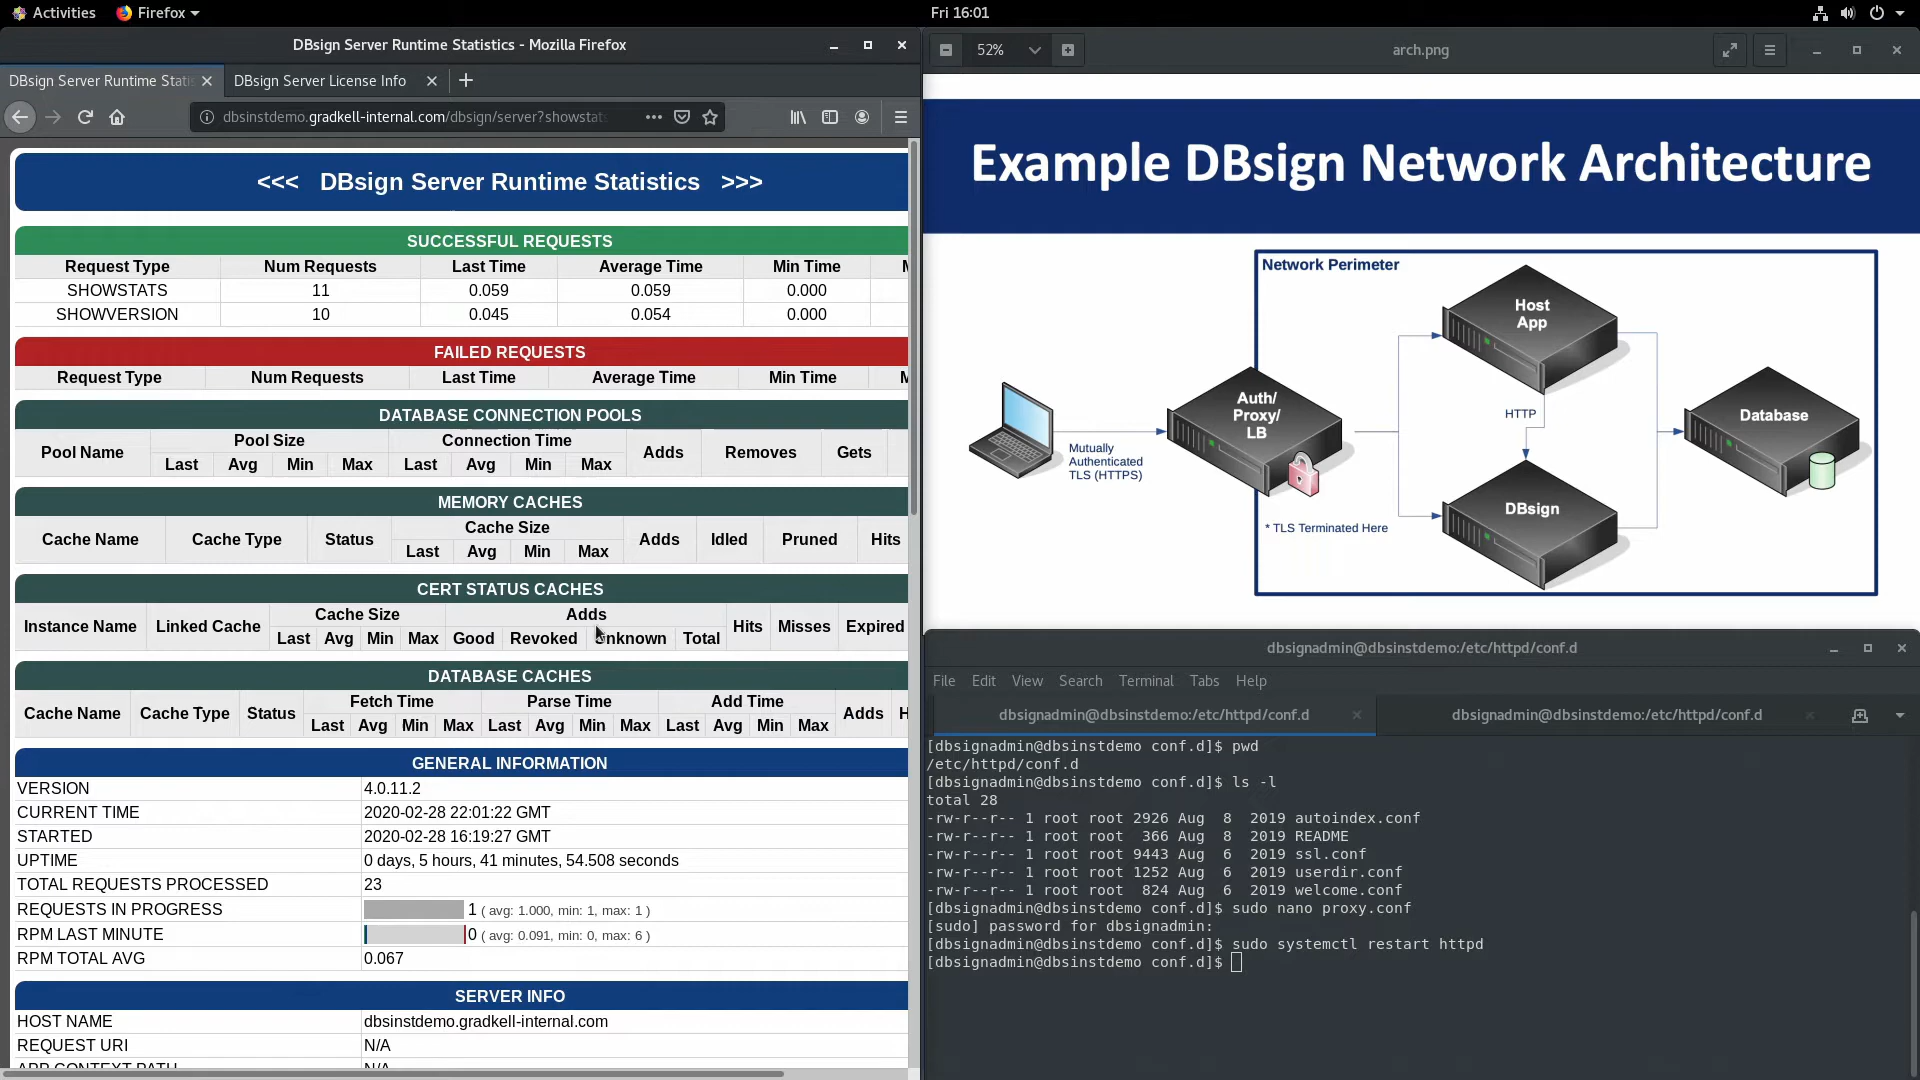 Activities
Firefox
Fri 16:01
DBsign Server Runtime Statistics - Mozilla Firefox
DBsign Server Runtime Stati
DBsign Server License Info
dbsinstdemo.gradkell-internal.com/dbsign/server?showstats
<<< DBsign Server Runtime Statistics >>>
SUCCESSFUL REQUESTS
Request Type Num Requests Last Time Average Time Min Time M
SHOWSTATS 11 0.059 0.059 0.000
SHOWVERSION 10 0.045 0.054 0.000
FAILED REQUESTS
Request Type Num Requests Last Time Average Time Min Time M
DATABASE CONNECTION POOLS
Pool Name Pool Size Connection Time Adds Removes Gets
Last Avg Min Max Last Avg Min Max
MEMORY CACHES
Cache Name Cache Type Status Cache Size Adds Idled Pruned Hits
Last Avg Min Max
CERT STATUS CACHES
Instance Name Linked Cache Cache Size Adds Hits Misses Expired
Last Avg Min Max Good Revoked Unknown Total
DATABASE CACHES
Cache Name Cache Type Status Fetch Time Parse Time Add Time Adds H
Last Avg Min Max Last Avg Min Max Last Avg Min Max
GENERAL INFORMATION
VERSION 4.0.11.2
CURRENT TIME 2020-02-28 22:01:22 GMT
STARTED 2020-02-28 16:19:27 GMT
UPTIME 0 days, 5 hours, 41 minutes, 54.508 seconds
TOTAL REQUESTS PROCESSED 23
REQUESTS IN PROGRESS 1 ( avg: 1.000, min: 1, max: 1 )
RPM LAST MINUTE 0 ( avg: 0.091, min: 0, max: 6 )
RPM TOTAL AVG 0.067
SERVER INFO
HOST NAME dbsinstdemo.gradkell-internal.com
REQUEST URI N/A
APP CONTEXT PATH N/A
52%
arch.png
Example DBsign Network Architecture
Network Perimeter
Host
App
Auth/
Proxy/
LB
HTTP
Database
Mutually
Authenticated
TLS (HTTPS)
DBsign
* TLS Terminated Here
dbsignadmin@dbsinstdemo:/etc/httpd/conf.d
File Edit View Search Terminal Tabs Help
dbsignadmin@dbsinstdemo:/etc/httpd/conf.d
dbsignadmin@dbsinstdemo:/etc/httpd/conf.d
[dbsignadmin@dbsinstdemo conf.d]$ pwd
/etc/httpd/conf.d
[dbsignadmin@dbsinstdemo conf.d]$ ls -l
total 28
-rw-r--r-- 1 root root 2926 Aug  8  2019 autoindex.conf
-rw-r--r-- 1 root root  366 Aug  8  2019 README
-rw-r--r-- 1 root root 9443 Aug  6  2019 ssl.conf
-rw-r--r-- 1 root root 1252 Aug  6  2019 userdir.conf
-rw-r--r-- 1 root root  824 Aug  6  2019 welcome.conf
[dbsignadmin@dbsinstdemo conf.d]$ sudo nano proxy.conf
[sudo] password for dbsignadmin:
[dbsignadmin@dbsinstdemo conf.d]$ sudo systemctl restart httpd
[dbsignadmin@dbsinstdemo conf.d]$